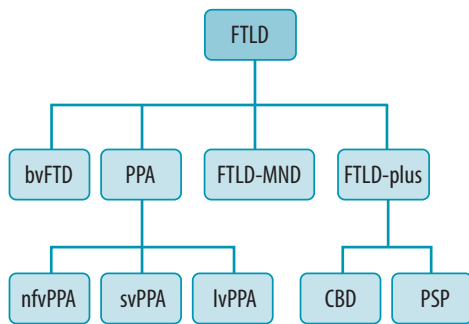 FTLD
bvFTD
PPA
FTLD-MND
FTLD-plus
nfvPPA
svPPA
lvPPA
CBD
PSP